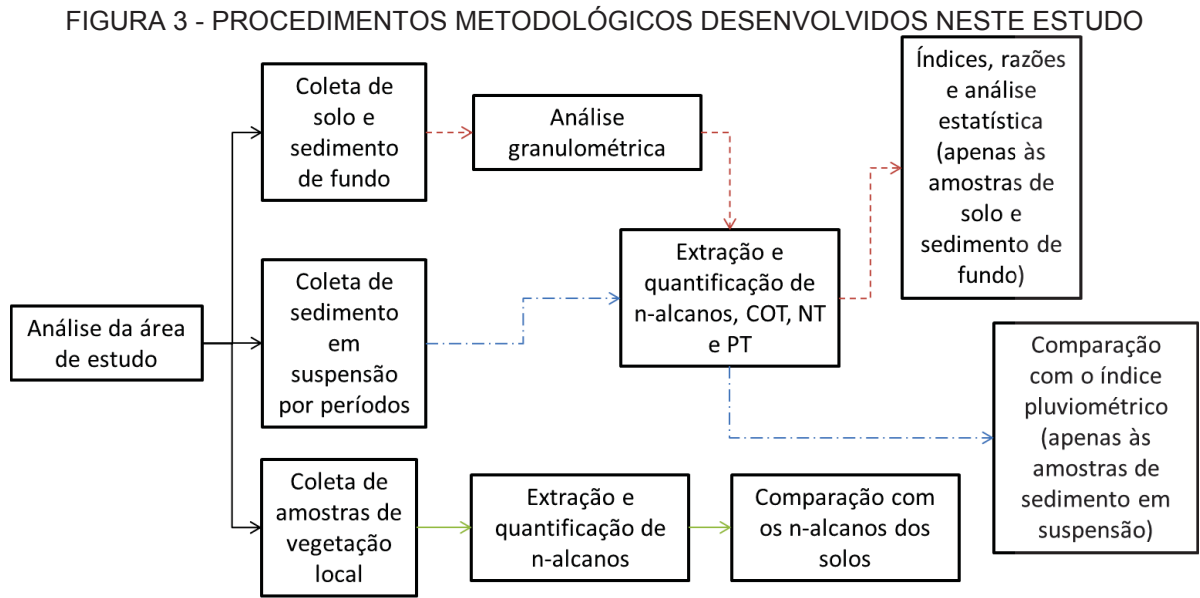 FIGURA 3 - PROCEDIMENTOS METODOLÓGICOS DESENVOLVIDOS NESTE ESTUDO
Coleta de
solo e
sedimento
de fundo
Análise
granulométrica
Índices, razões
e análise
estatística
(apenas às
amostras de
solo e
sedimento de
fundo)
Análise da área
de estudo
Coleta de
sedimento
em
suspensão
por períodos
Extração e
quantificação de
n-alcanos, COT, NT
e PT
Comparação
com o índice
pluviométrico
(apenas às
amostras de
sedimento em
suspensão)
Coleta de
amostras de
vegetação
local
Extração e
quantificação de
n-alcanos
Comparação com
os n-alcanos dos
solos